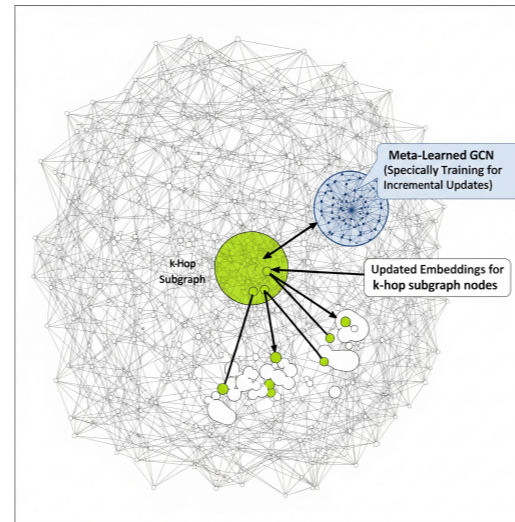 Meta-Learned GCN
(Specically Training for
Incremental Updates)
k-Hop
Subgraph
Updated Embeddings for
k-hop subgraph nodes